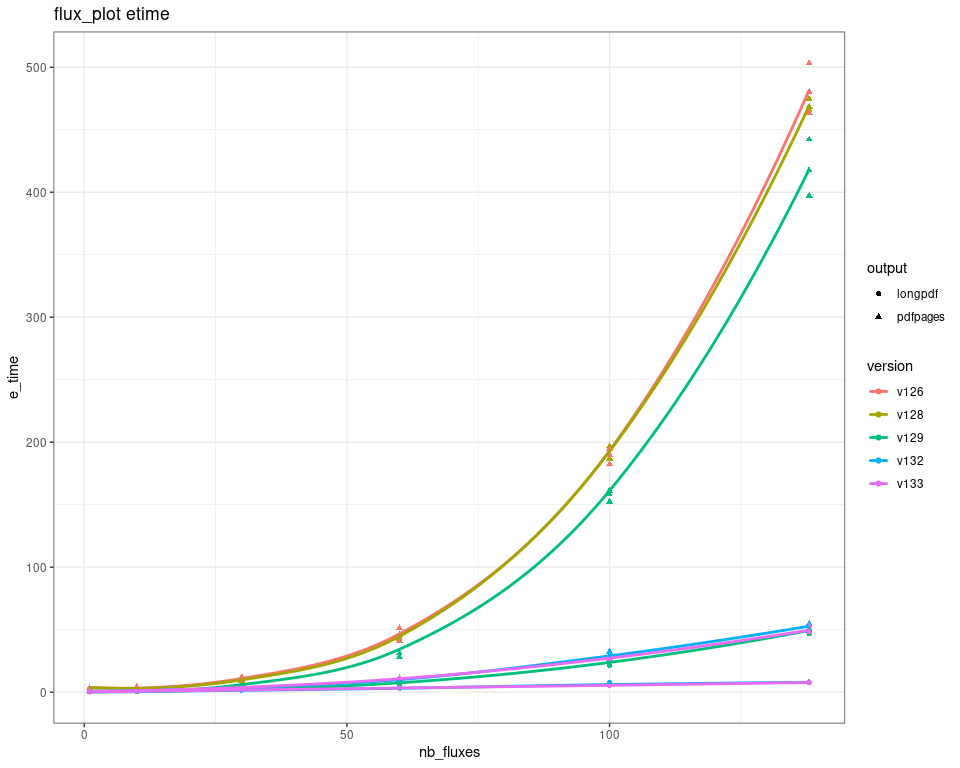 flux_plot etime
e_time
500
400
300
200
100
0
0 50 100
nb_fluxes
output
longpdf
pdfpages
version
v126
v128
v129
v132
v133